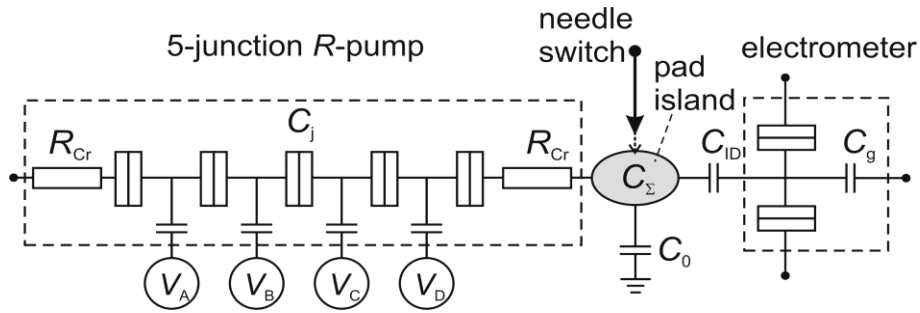 needle
switch
5-junction R-pump
pad
island
electrometer
R_Cr
C_j
R_Cr
C_Σ
C_ID
C_g
C_0
V_A
V_B
V_C
V_D